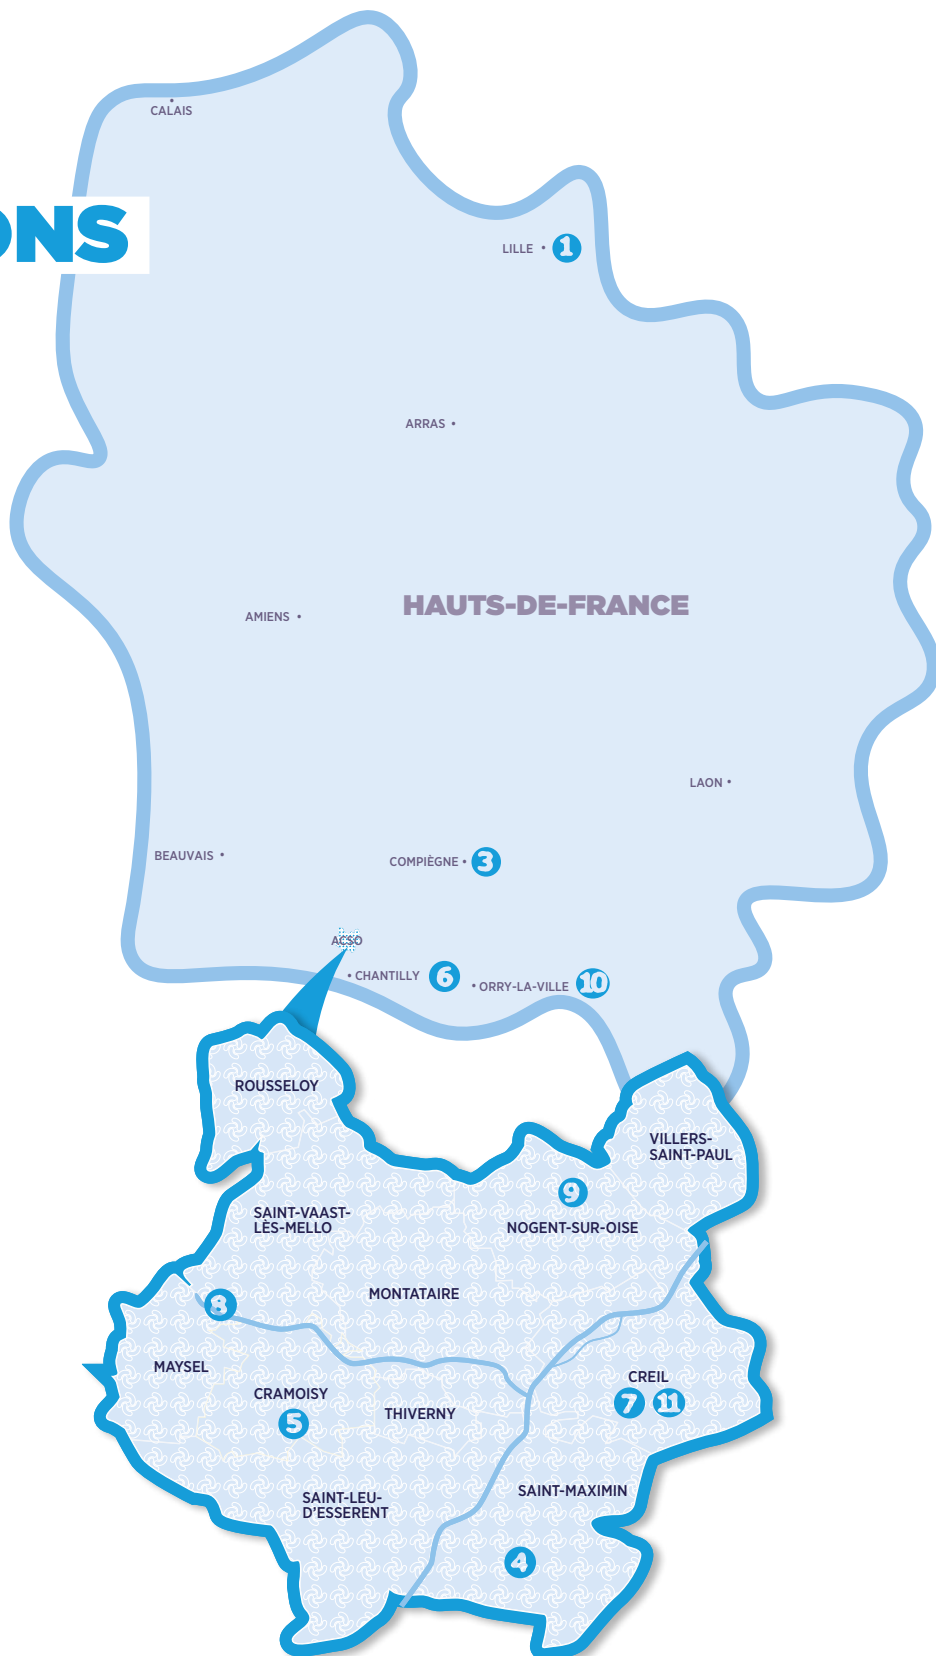 CALAIS
ONS
LILLE • 1
ARRAS •
HAUTS-DE-FRANCE
AMIENS •
LAON •
BEAUVAIS •
COMPIÈGNE • 3
ACSO
• CHANTILLY 6
• ORRY-LA-VILLE 10
ROUSSELOY
VILLERS-
SAINT-PAUL
9
SAINT-VAAST-
LÈS-MELLO
NOGENT-SUR-OISE
MONTATAIRE
8
MAYSEL
CREIL
CRAMOISY
7 11
THIVERNY
5
SAINT-MAXIMIN
SAINT-LEU-
D'ESSERENT
4